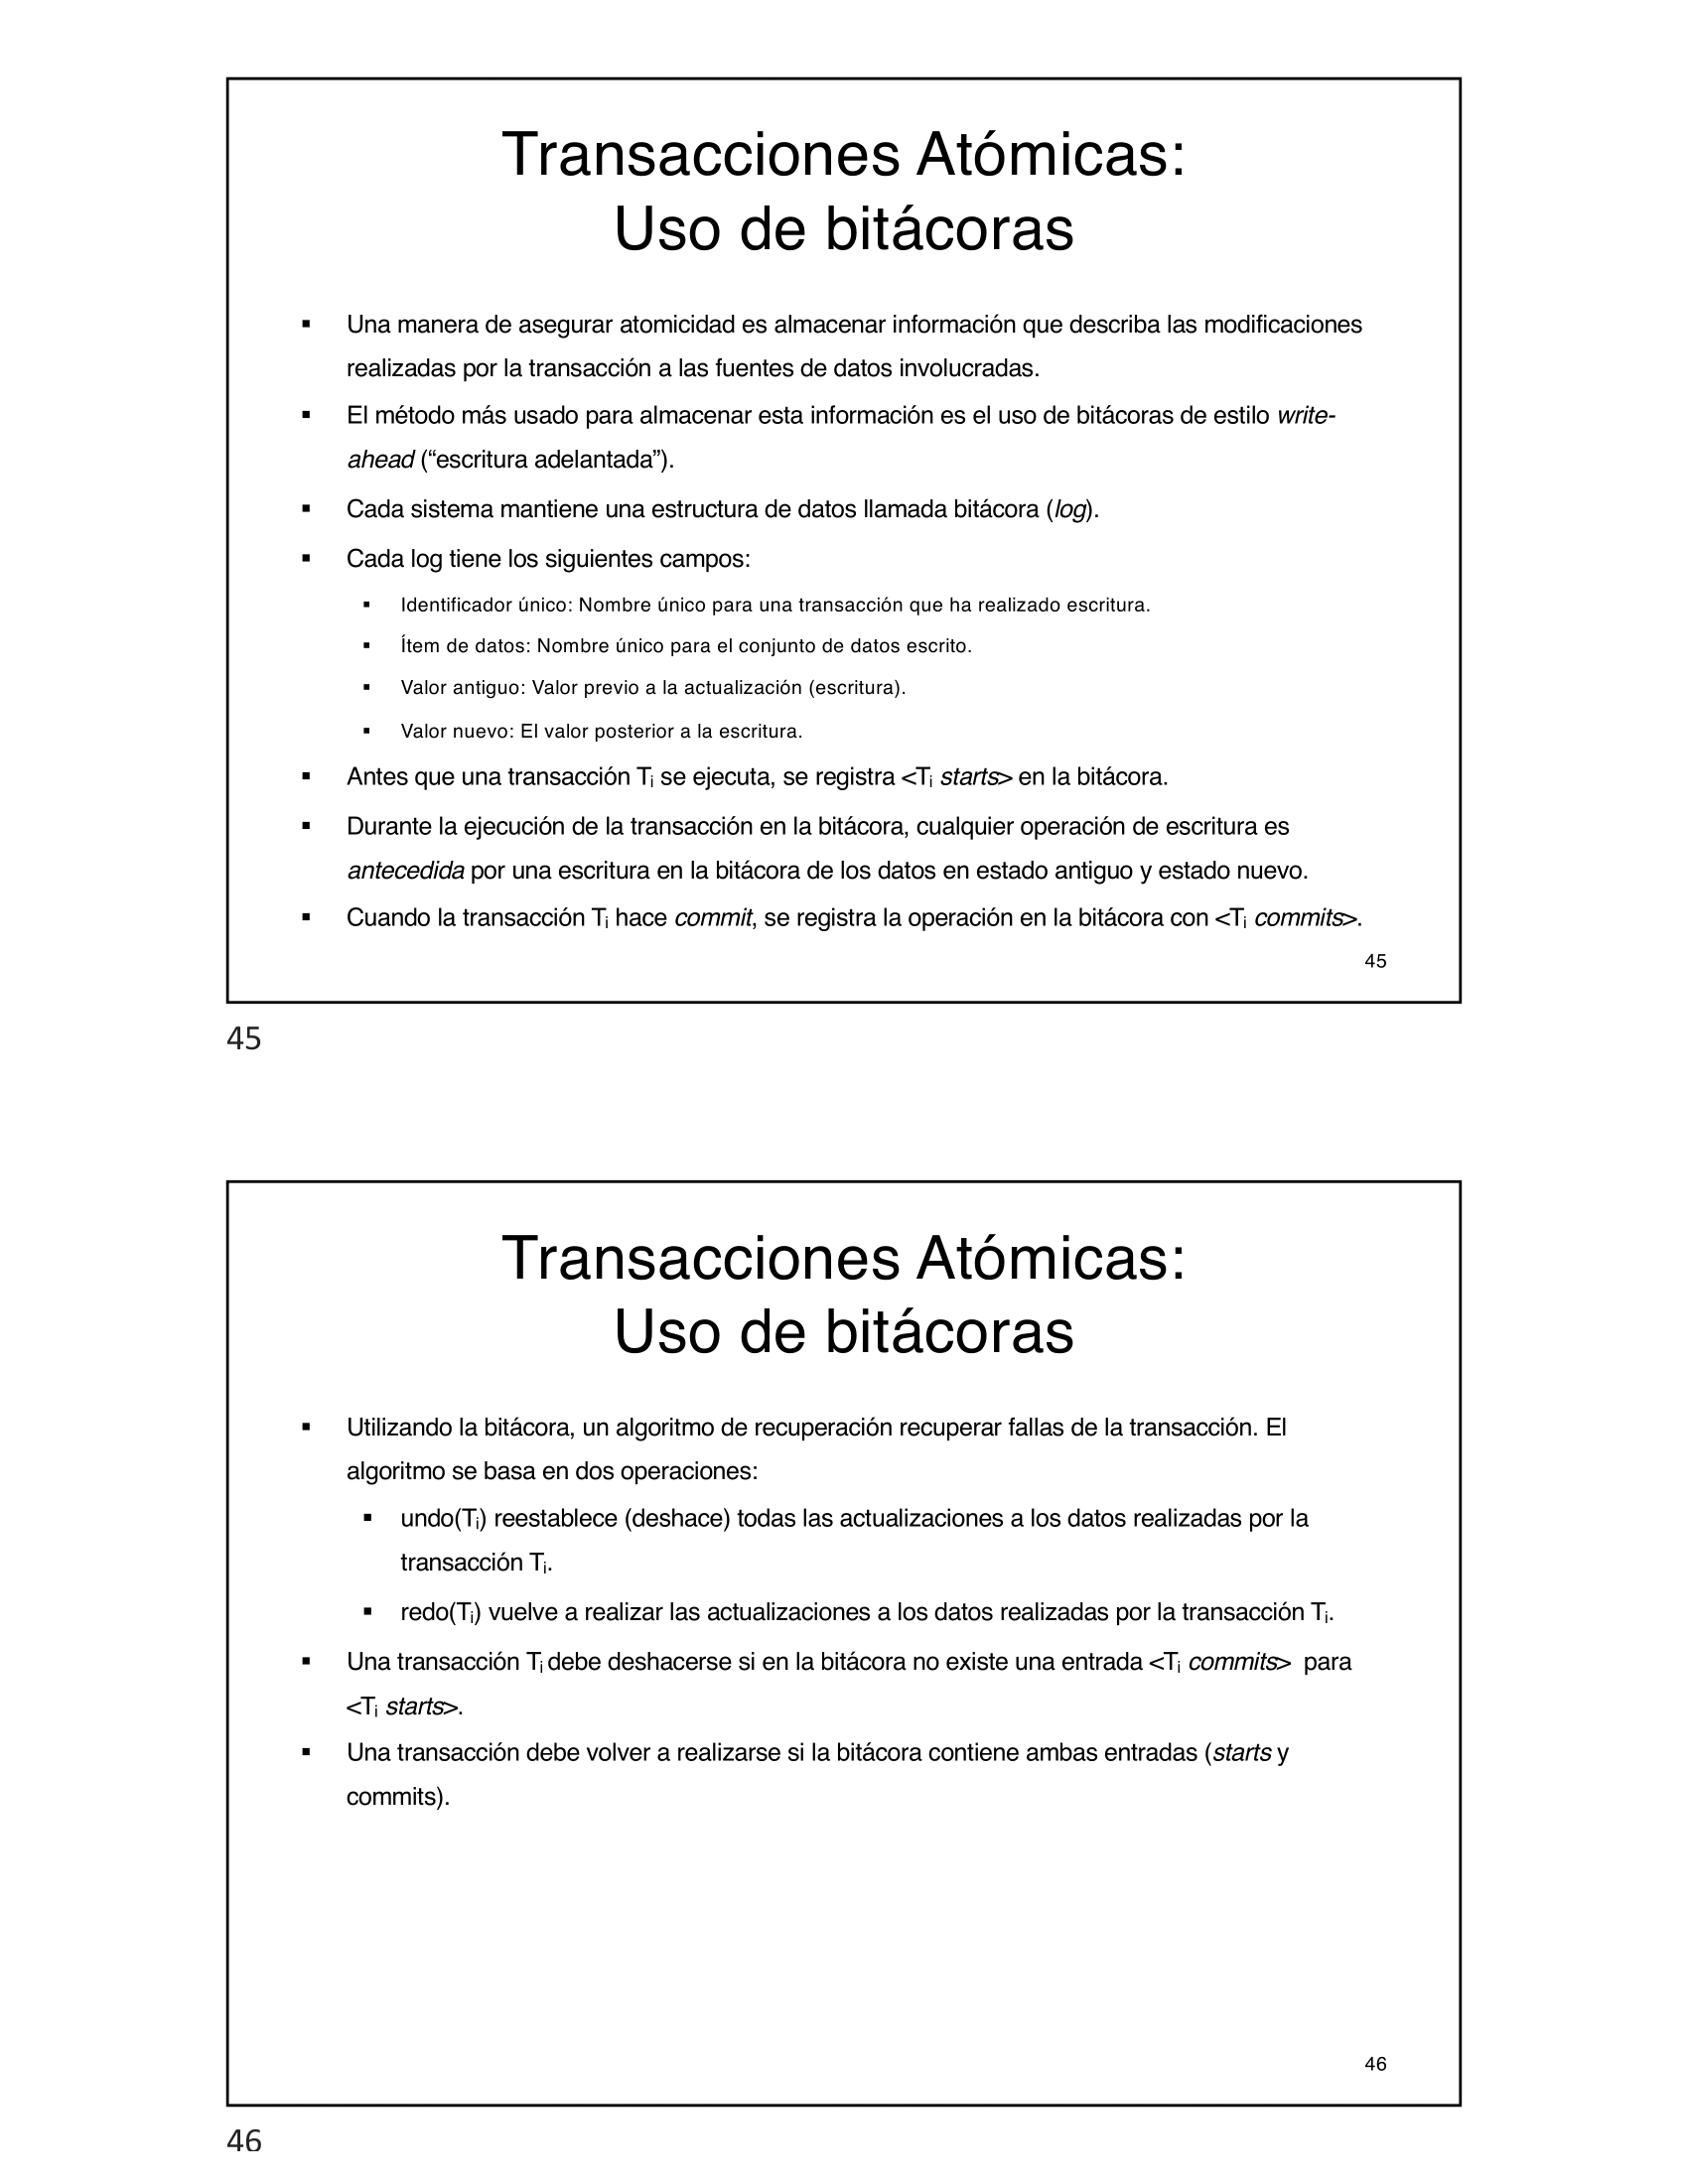 Transacciones Atómicas:
Uso de bitácoras
▪ Una manera de asegurar atomicidad es almacenar información que describa las modificaciones
realizadas por la transacción a las fuentes de datos involucradas.
▪ El método más usado para almacenar esta información es el uso de bitácoras de estilo write-
ahead (“escritura adelantada”).
▪ Cada sistema mantiene una estructura de datos llamada bitácora (log).
▪ Cada log tiene los siguientes campos:
▪ Identificador único: Nombre único para una transacción que ha realizado escritura.
▪ Ítem de datos: Nombre único para el conjunto de datos escrito.
▪ Valor antiguo: Valor previo a la actualización (escritura).
▪ Valor nuevo: El valor posterior a la escritura.
▪ Antes que una transacción Ti se ejecuta, se registra <Ti starts> en la bitácora.
▪ Durante la ejecución de la transacción en la bitácora, cualquier operación de escritura es
antecedida por una escritura en la bitácora de los datos en estado antiguo y estado nuevo.
▪ Cuando la transacción Ti hace commit, se registra la operación en la bitácora con <Ti commits>.
45
45
Transacciones Atómicas:
Uso de bitácoras
▪ Utilizando la bitácora, un algoritmo de recuperación recuperar fallas de la transacción. El
algoritmo se basa en dos operaciones:
▪ undo(Ti) reestablece (deshace) todas las actualizaciones a los datos realizadas por la
transacción Ti.
▪ redo(Ti) vuelve a realizar las actualizaciones a los datos realizadas por la transacción Ti.
▪ Una transacción Ti debe deshacerse si en la bitácora no existe una entrada <Ti commits> para
<Ti starts>.
▪ Una transacción debe volver a realizarse si la bitácora contiene ambas entradas (starts y
commits).
46
46